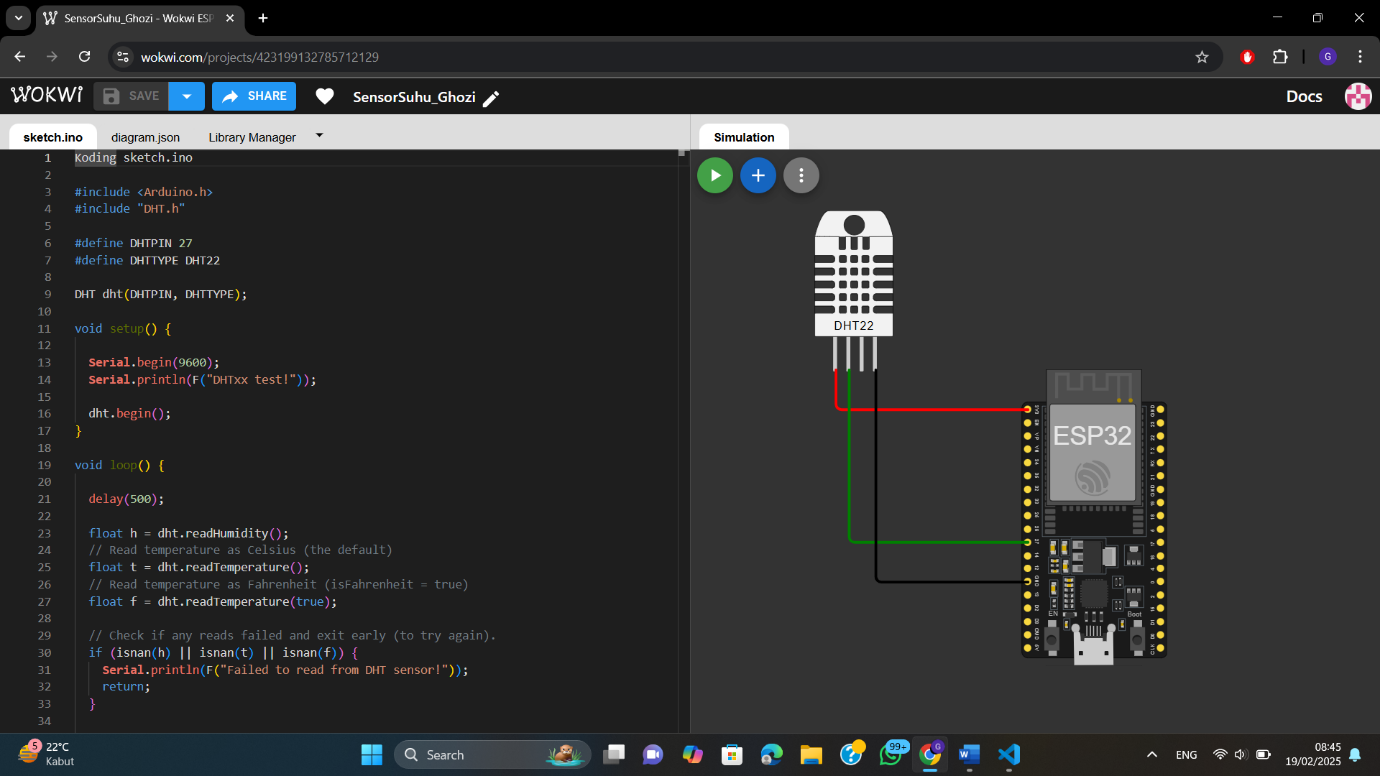 SensorSuhu_Ghozi - Wokwi ESP
wokwi.com/projects/423199132785712129
G
WOKWI
SAVE
SHARE
SensorSuhu_Ghozi
Docs
sketch.ino
diagram.json
Library Manager
Simulation
1 Koding sketch.ino
2
3 #include <Arduino.h>
4 #include "DHT.h"
5
6 #define DHTPIN 27
7 #define DHTTYPE DHT22
8
9 DHT dht(DHTPIN, DHTTYPE);
10
11 void setup() {
12
13 Serial.begin(9600);
14 Serial.println(F("DHTxx test!"));
15
16 dht.begin();
17 }
18
19 void loop() {
20
21 delay(500);
22
23 float h = dht.readHumidity();
24 // Read temperature as Celsius (the default)
25 float t = dht.readTemperature();
26 // Read temperature as Fahrenheit (isFahrenheit = true)
27 float f = dht.readTemperature(true);
28
29 // Check if any reads failed and exit early (to try again).
30 if (isnan(h) || isnan(t) || isnan(f)) {
31 Serial.println(F("Failed to read from DHT sensor!"));
32 return;
33 }
34
DHT22
ESP32
EN
Boot
5
22°C
Kabut
Search
99+
G
ENG
08:45
19/02/2025